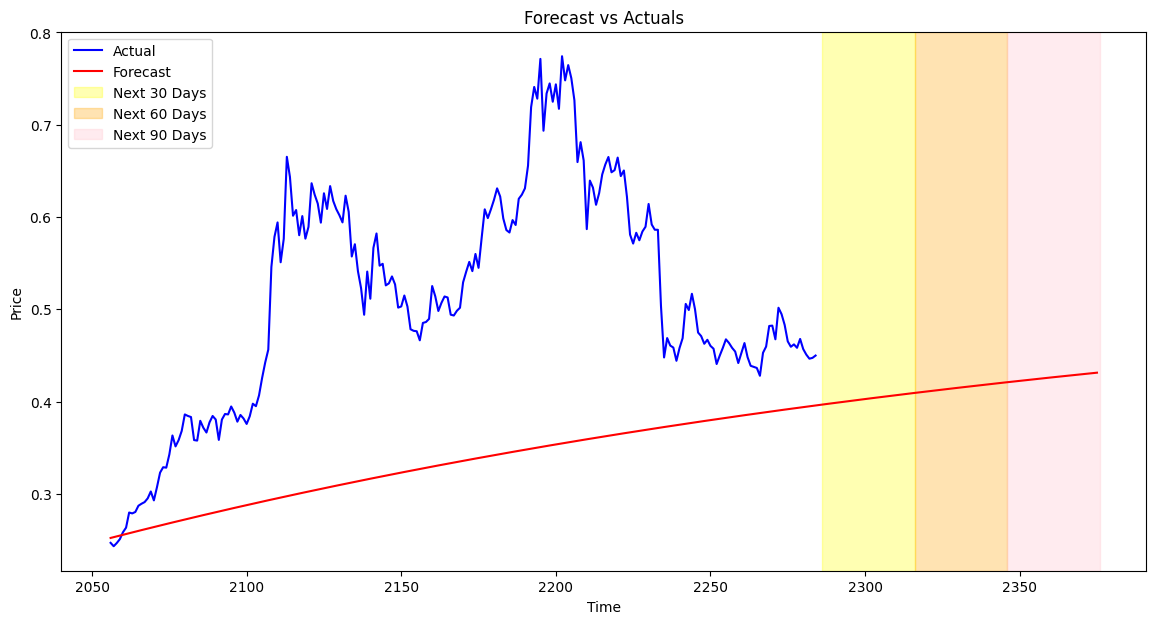 Forecast vs Actuals
Actual
Forecast
Next 30 Days
Next 60 Days
Next 90 Days
Price
0.8
0.7
0.6
0.5
0.4
0.3
2050 2100 2150 2200 2250 2300 2350
Time